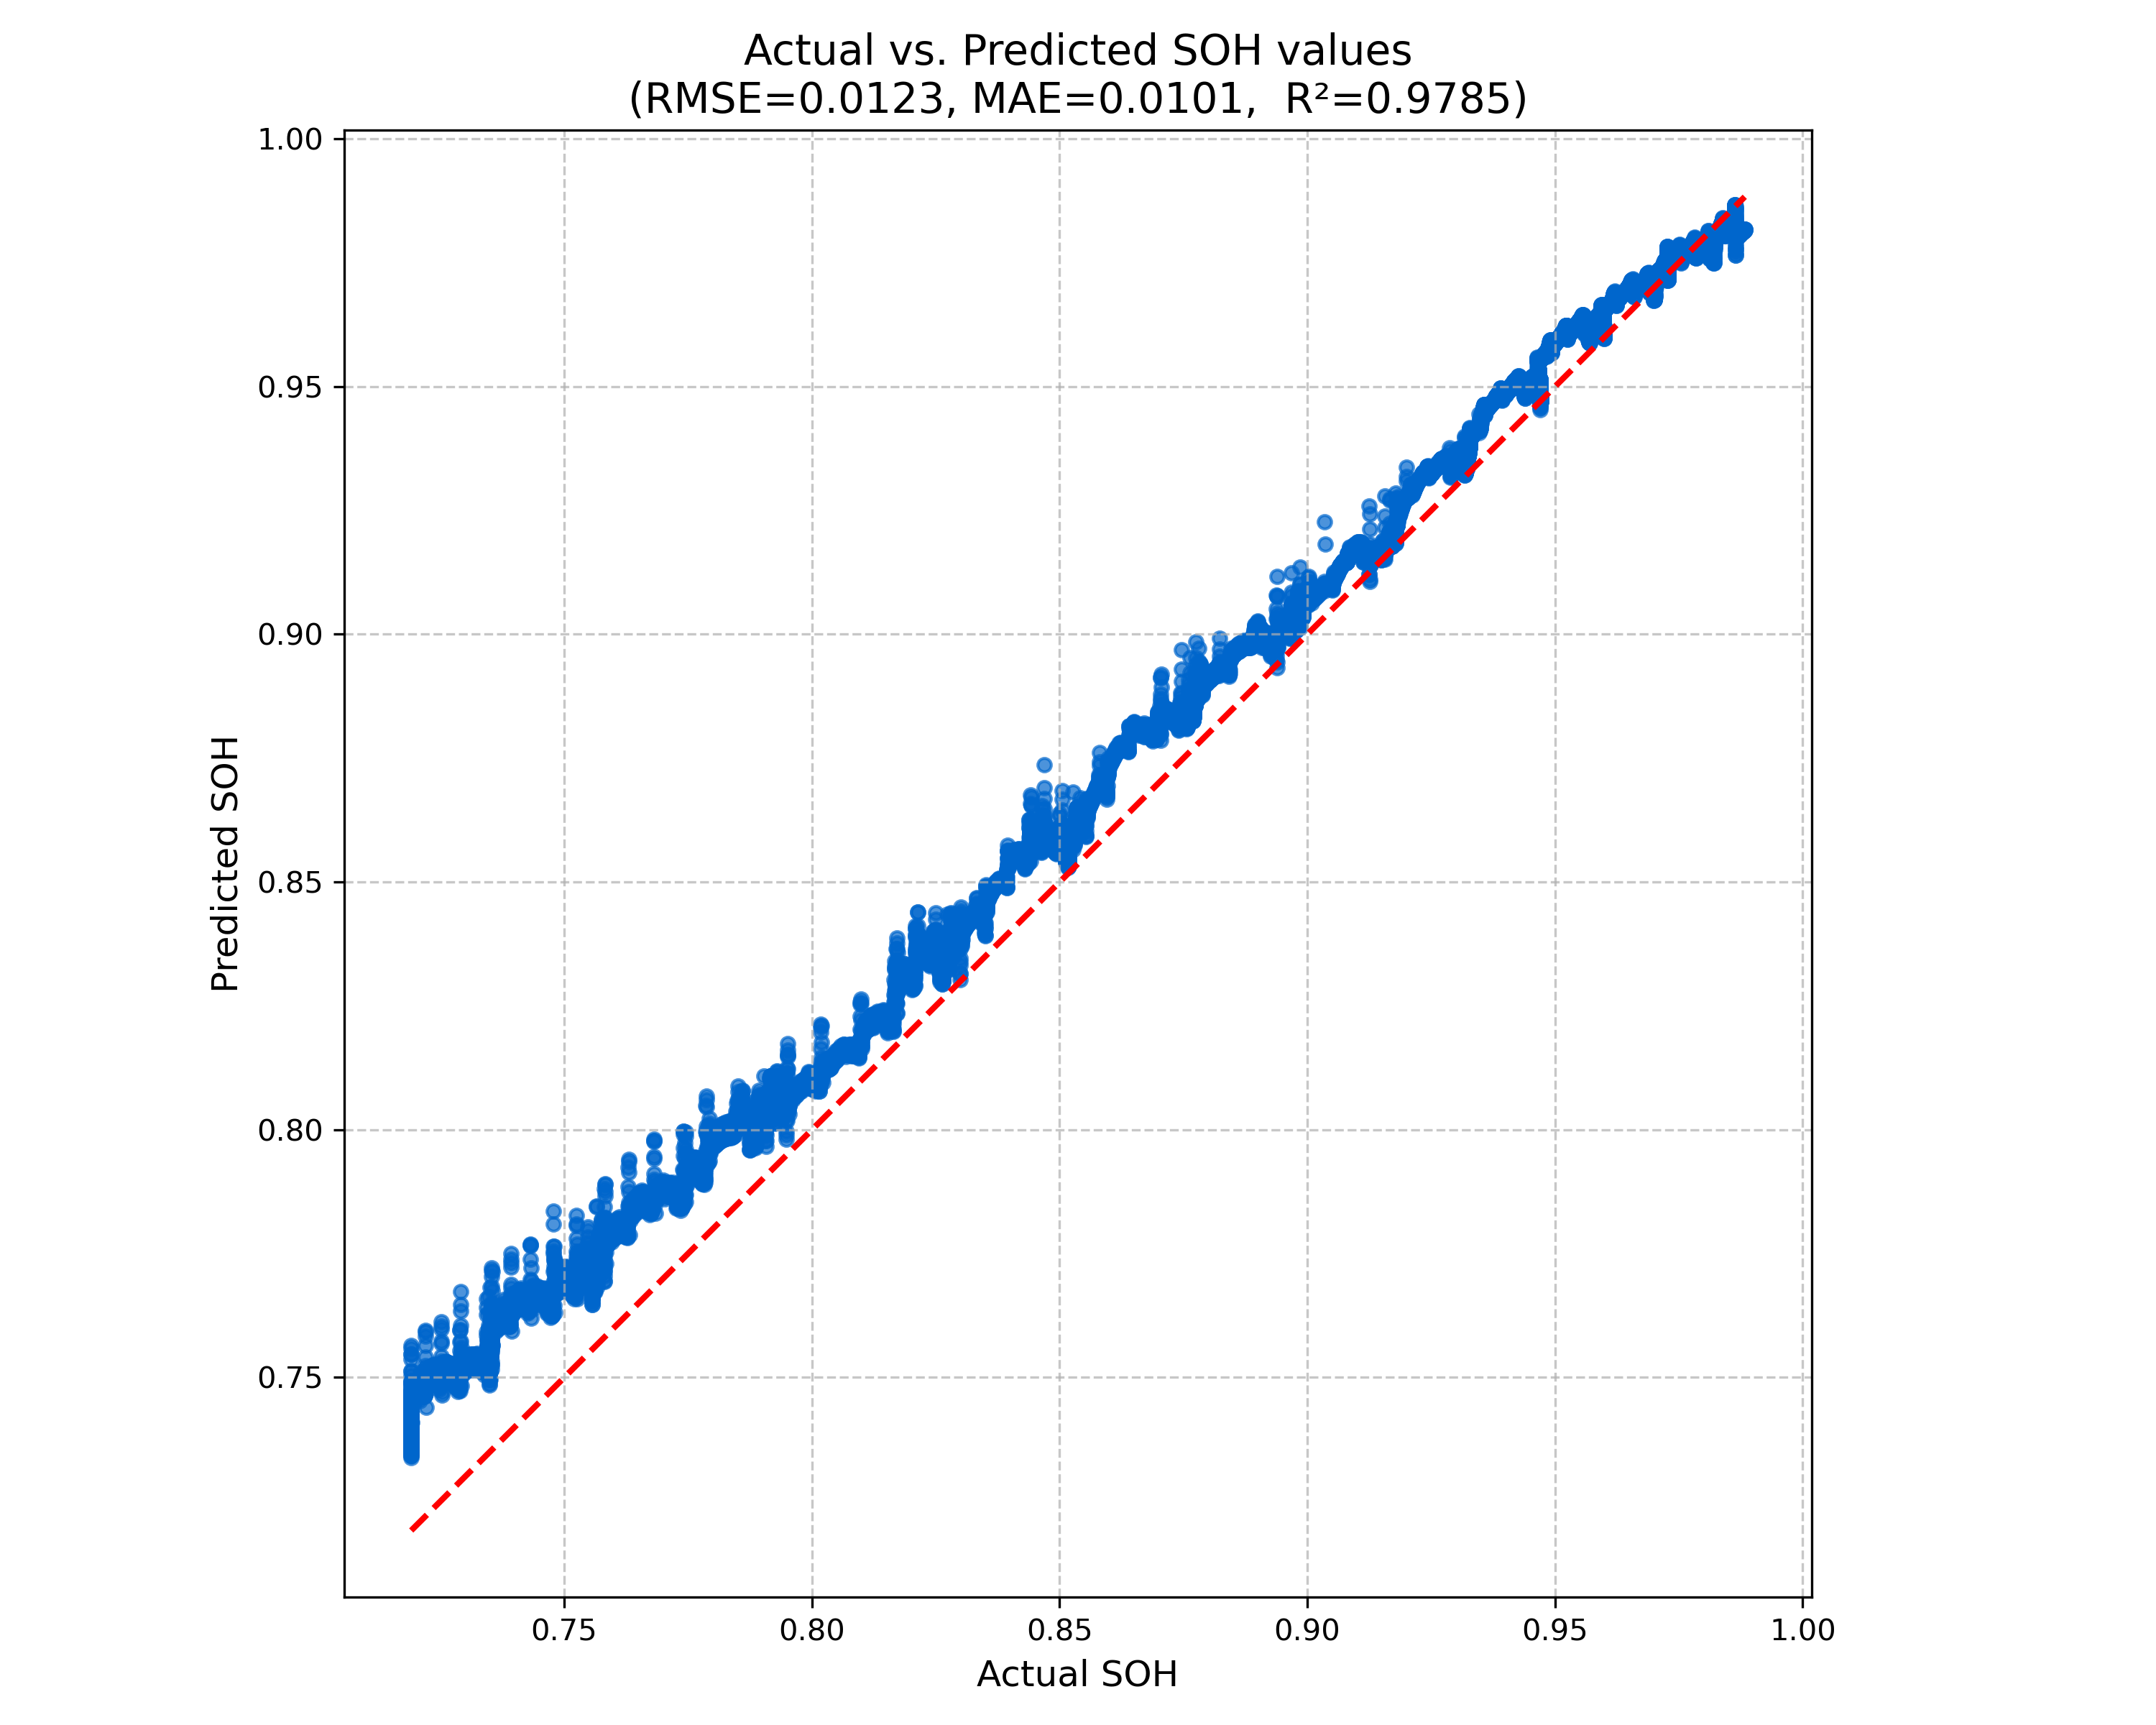 Actual vs. Predicted SOH values
(RMSE=0.0123, MAE=0.0101, R²=0.9785)
1.00
0.95
0.90
0.85
0.80
0.75
Predicted SOH
0.75 0.80 0.85 0.90 0.95 1.00
Actual SOH